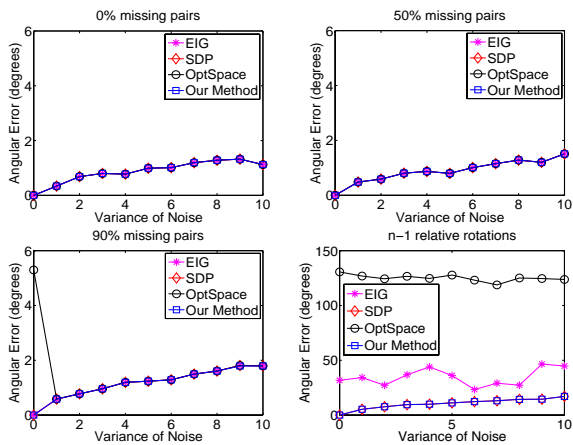 0% missing pairs
Angular Error (degrees)
6
4
2
0
0 2 4 6 8 10
Variance of Noise
EIG
SDP
OptSpace
Our Method
50% missing pairs
Angular Error (degrees)
6
4
2
0
0 2 4 6 8 10
Variance of Noise
EIG
SDP
OptSpace
Our Method
90% missing pairs
Angular Error (degrees)
6
4
2
0
0 2 4 6 8 10
Variance of Noise
EIG
SDP
OptSpace
Our Method
n−1 relative rotations
Angular Error (degrees)
150
100
50
0
0 5 10
Variance of Noise
EIG
SDP
OptSpace
Our Method